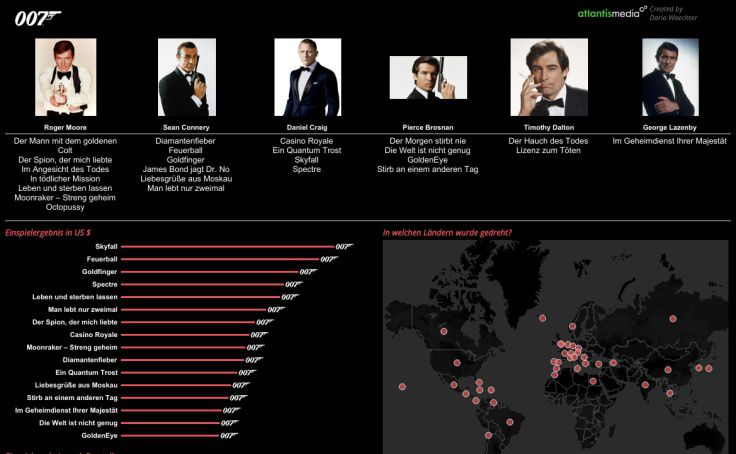 007
atlantismedia
Created by
Dario Waechter
Roger Moore
Der Mann mit dem goldenen
Colt
Der Spion, der mich liebte
Im Angesicht des Todes
In tödlicher Mission
Leben und sterben lassen
Moonraker – Streng geheim
Octopussy
Sean Connery
Diamantenfieber
Feuerball
Goldfinger
James Bond jagt Dr. No
Liebesgrüße aus Moskau
Man lebt nur zweimal
Daniel Craig
Casino Royale
Ein Quantum Trost
Skyfall
Spectre
Pierce Brosnan
Der Morgen stirbt nie
Die Welt ist nicht genug
GoldenEye
Stirb an einem anderen Tag
Timothy Dalton
Der Hauch des Todes
Lizenz zum Töten
George Lazenby
Im Geheimdienst Ihrer Majestät
Einspielergebnis in US $
Skyfall 007
Feuerball 007
Goldfinger 007
Spectre 007
Leben und sterben lassen 007
Man lebt nur zweimal 007
Der Spion, der mich liebte 007
Casino Royale 007
Moonraker – Streng geheim 007
Diamantenfieber 007
Ein Quantum Trost 007
Liebesgrüße aus Moskau 007
Stirb an einem anderen Tag 007
Im Geheimdienst Ihrer Majestät 007
Die Welt ist nicht genug 007
GoldenEye 007
In welchen Ländern wurde gedreht?